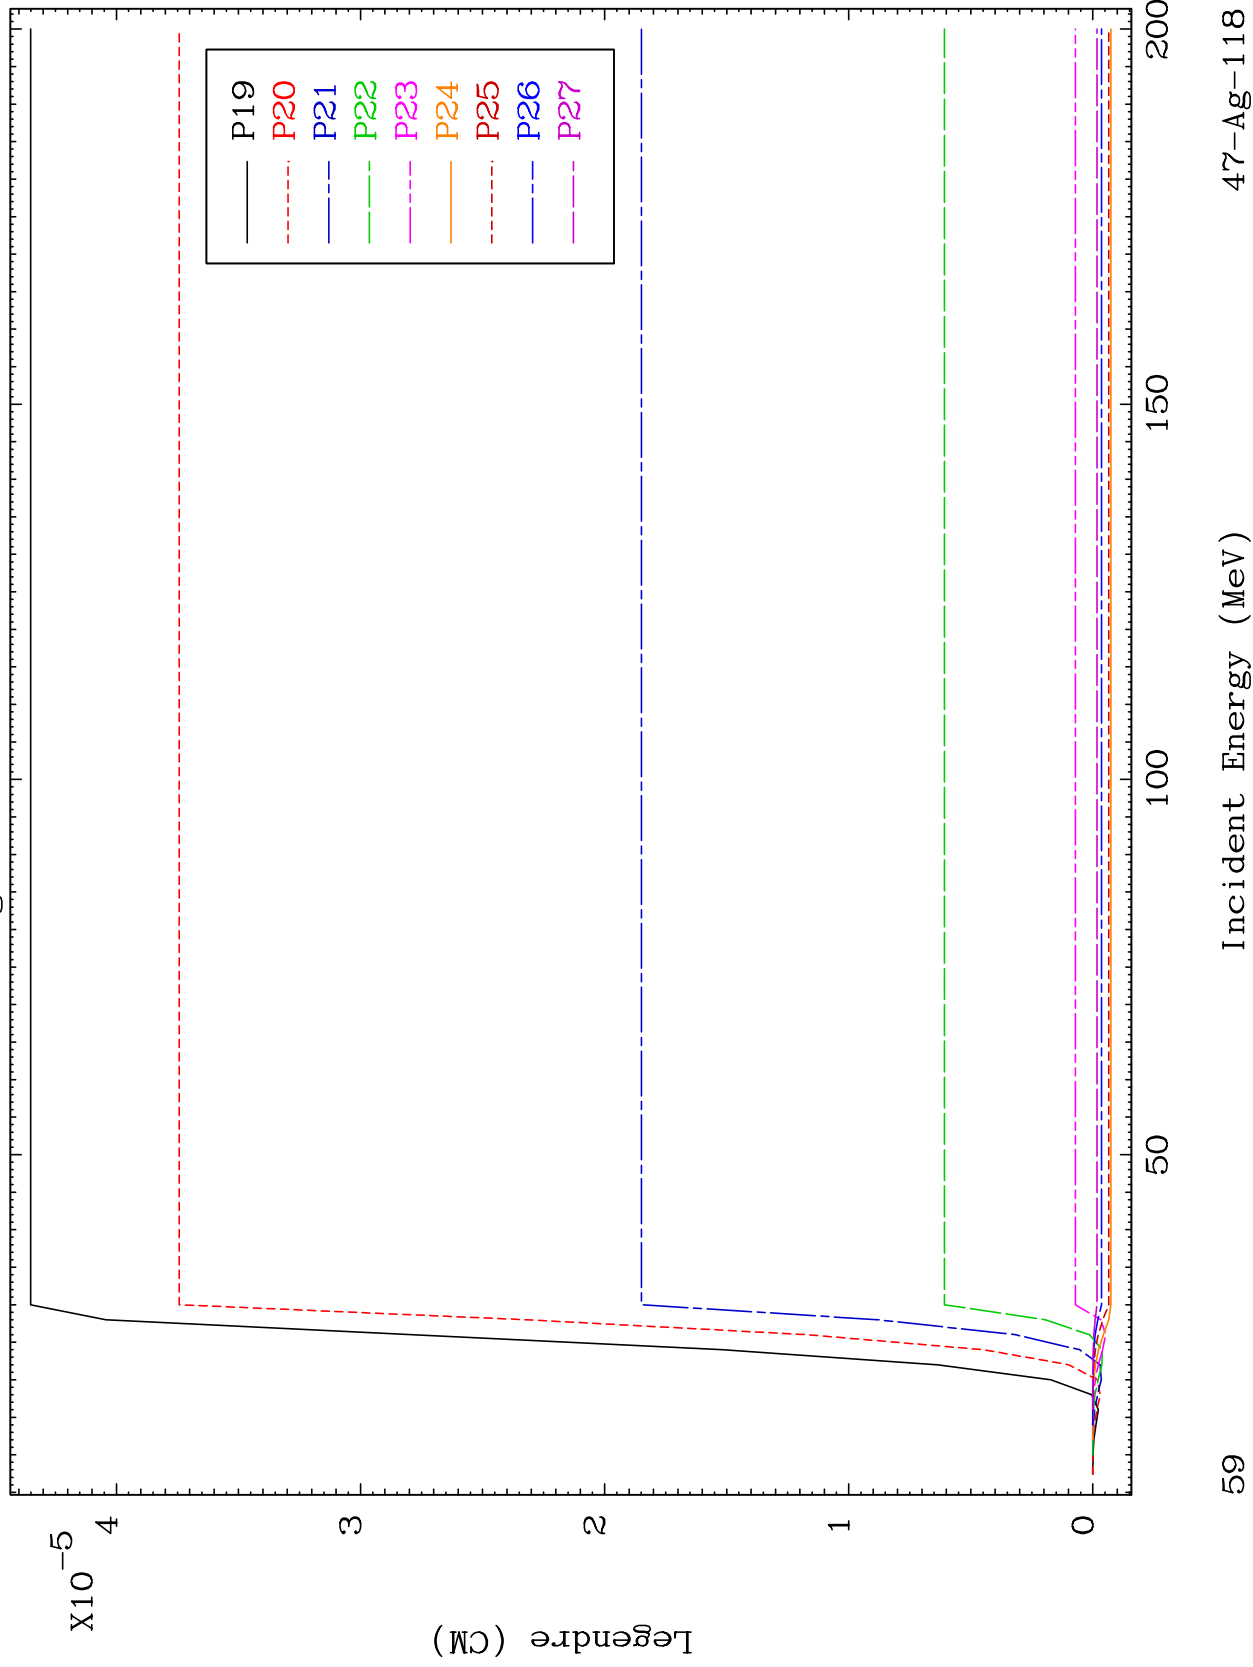 X10-5
4
3
2
1
0
Legendre (CM)
P19
P20
P21
P22
P23
P24
P25
P26
P27
50
100
150
200
Incident Energy (MeV)
59
47-Ag-118